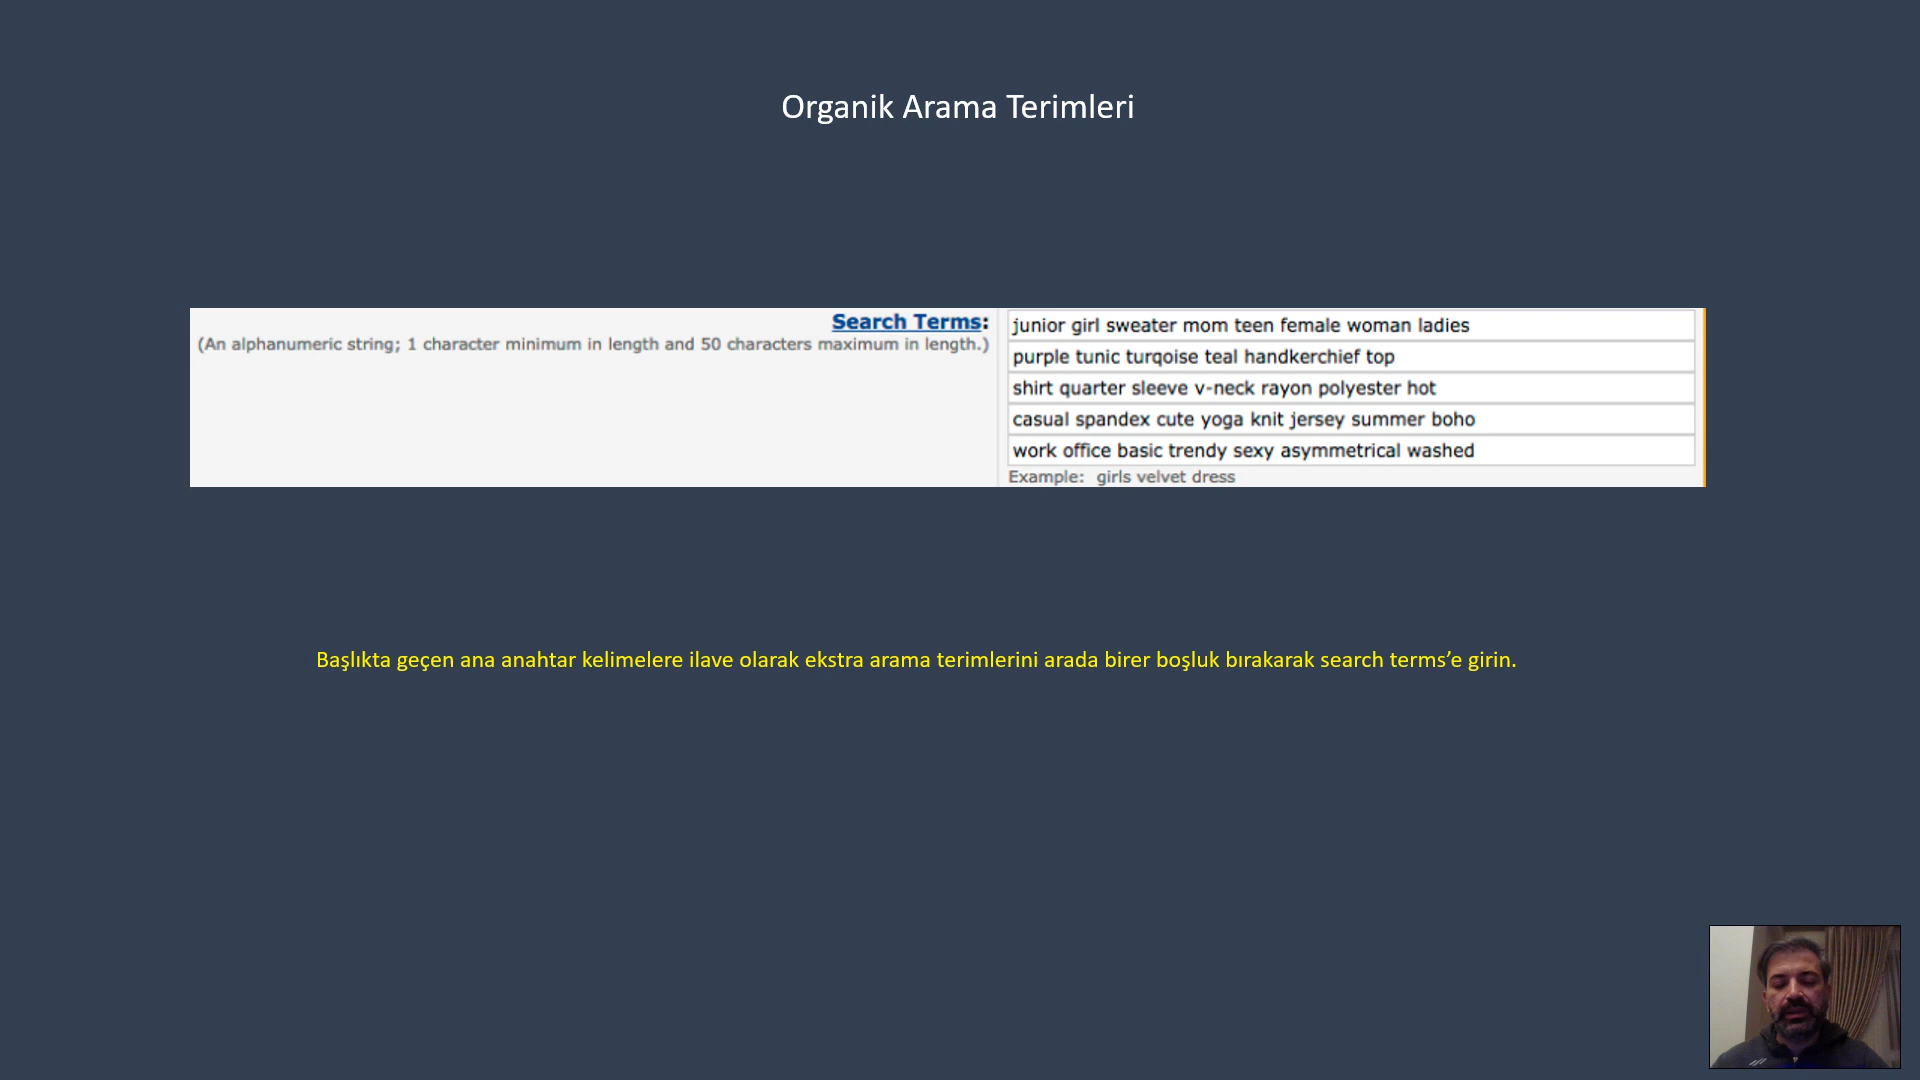 Organik Arama Terimleri
Search Terms:
(An alphanumeric string; 1 character minimum in length and 50 characters maximum in length.)
junior girl sweater mom teen female woman ladies
purple tunic turqoise teal handkerchief top
shirt quarter sleeve v-neck rayon polyester hot
casual spandex cute yoga knit jersey summer boho
work office basic trendy sexy asymmetrical washed
Example: girls velvet dress
Başlıkta geçen ana anahtar kelimelere ilave olarak ekstra arama terimlerini arada birer boşluk bırakarak search terms’e girin.